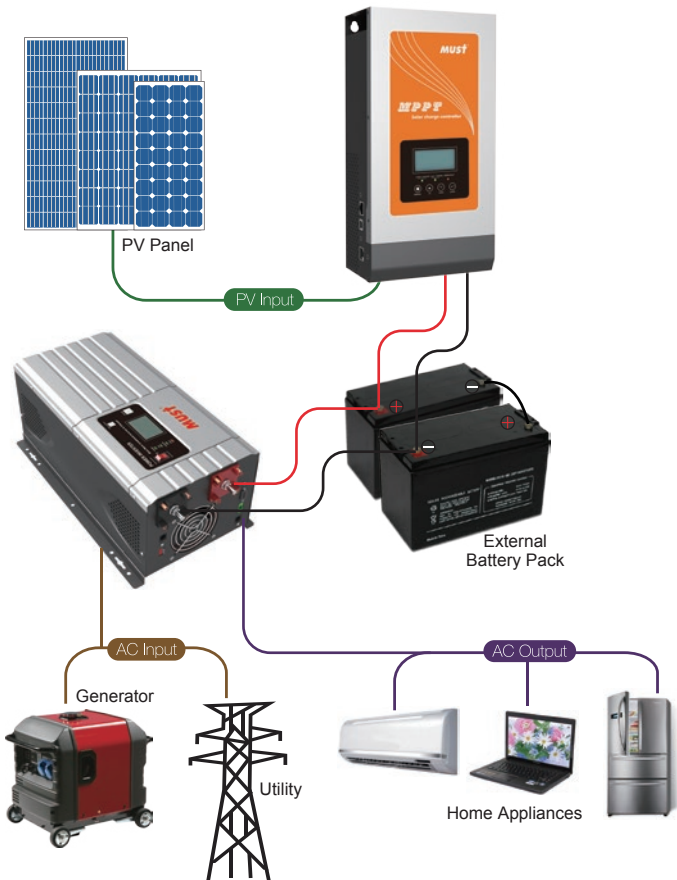 MUST
MPPT
Solar charge controller
PV Panel
PV Input
MUST
+
−
−
+
External
Battery Pack
AC Input
AC Output
Generator
Utility
Home Appliances